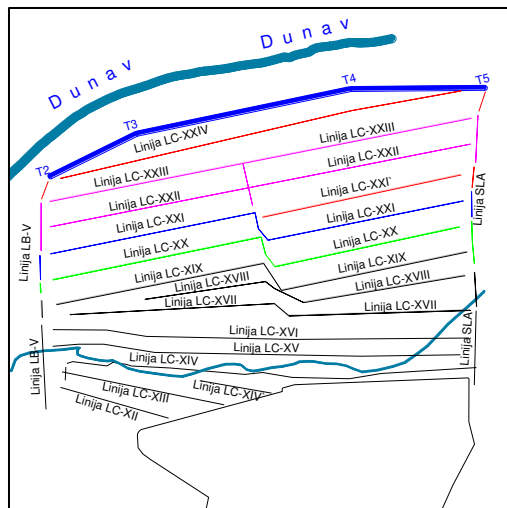 Dunav
Dunav
T5
T4
T3
T2
Linija LC-XXIV
Linija LC-XXIII
Linija LC-XXIII
Linija LC-XXII
Linija LC-XXII
Linija LC-XXI`
Linija LC-XXI
Linija LC-XXI
Linija LC-XX
Linija LC-XX
Linija LC-XIX
Linija LC-XIX
Linija LC-XVIII
Linija LC-XVIII
Linija LC-XVII
Linija LC-XVII
Linija LC-XVI
Linija LC-XV
Linija LC-XIV
Linija LC-XIV`
Linija LC-XIII
Linija LC-XII
Linija LB-V
Linija LB-V
Linija SLA
Linija SLA`